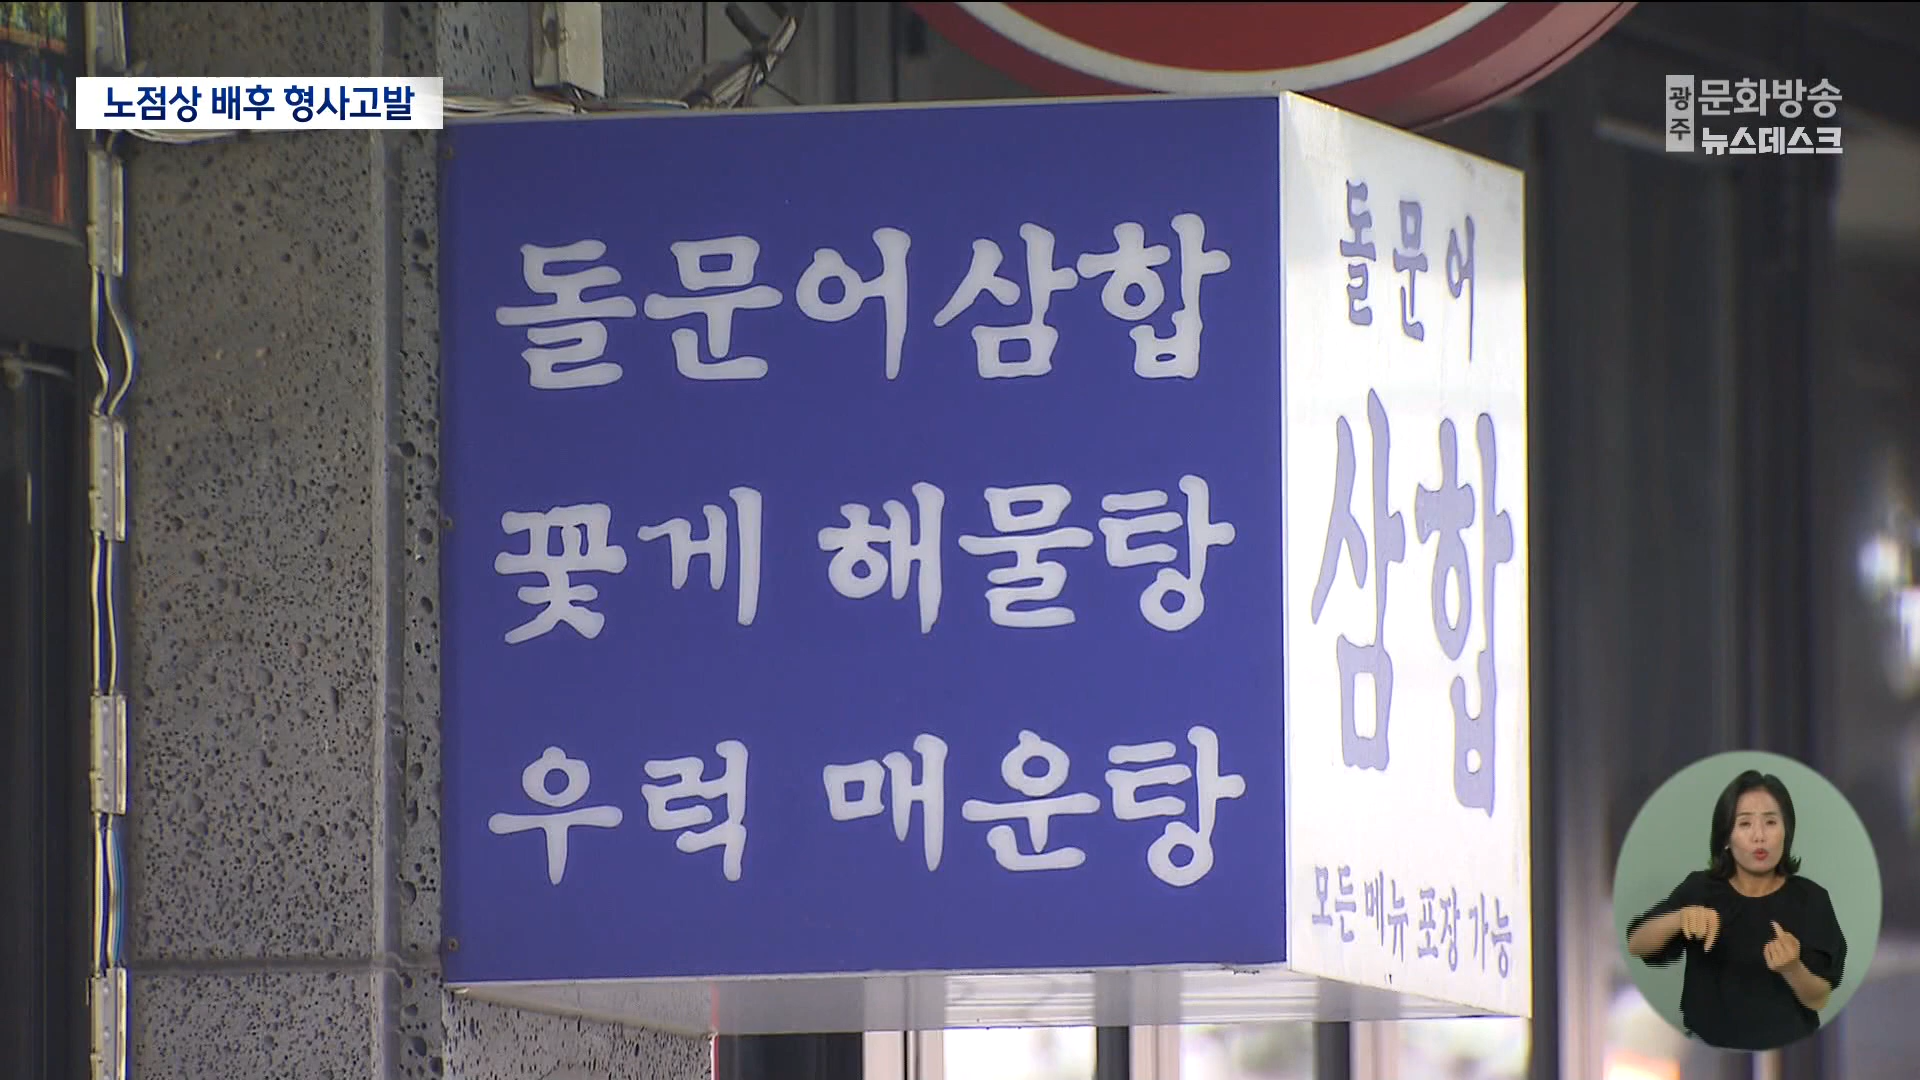 노점상 배후 형사고발
광주
문화방송
뉴스데스크
돌문어삼합
꽃게 해물탕
우럭 매운탕
돌문어
삼합
모든 메뉴 포장 가능